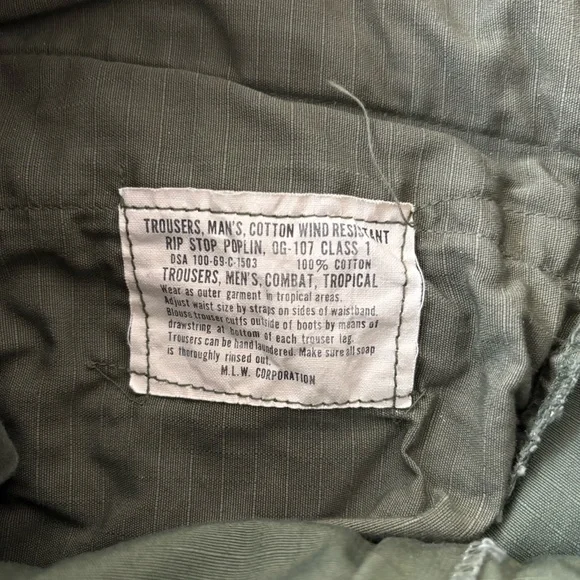 TROUSERS, MAN'S, COTTON WIND RESISTANT
RIP STOP POPLIN, OG-107 CLASS 1
DSA 100-69-C-1503 100% COTTON
TROUSERS, MEN'S, COMBAT, TROPICAL
Wear as outer garment in tropical areas.
Adjust waist size by straps on sides of waistband.
Blouse trouser cuffs outside of boots by means of
drawstring at bottom of each trouser leg.
Trousers can be handlaundered. Make sure all soap
is thoroughly rinsed out.
M.L.W. CORPORATION